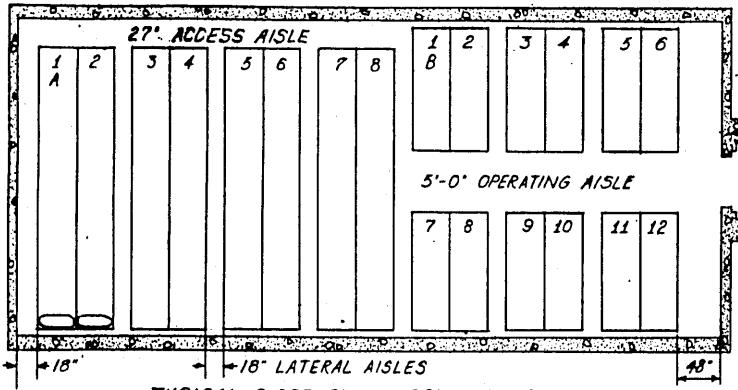 27" ACCESS AISLE
1 2 3 4 5 6 7 8
A
1 2 3 4 5 6
B
5'-0" OPERATING AISLE
7 8 9 10 11 12
18"
18" LATERAL AISLES
48"